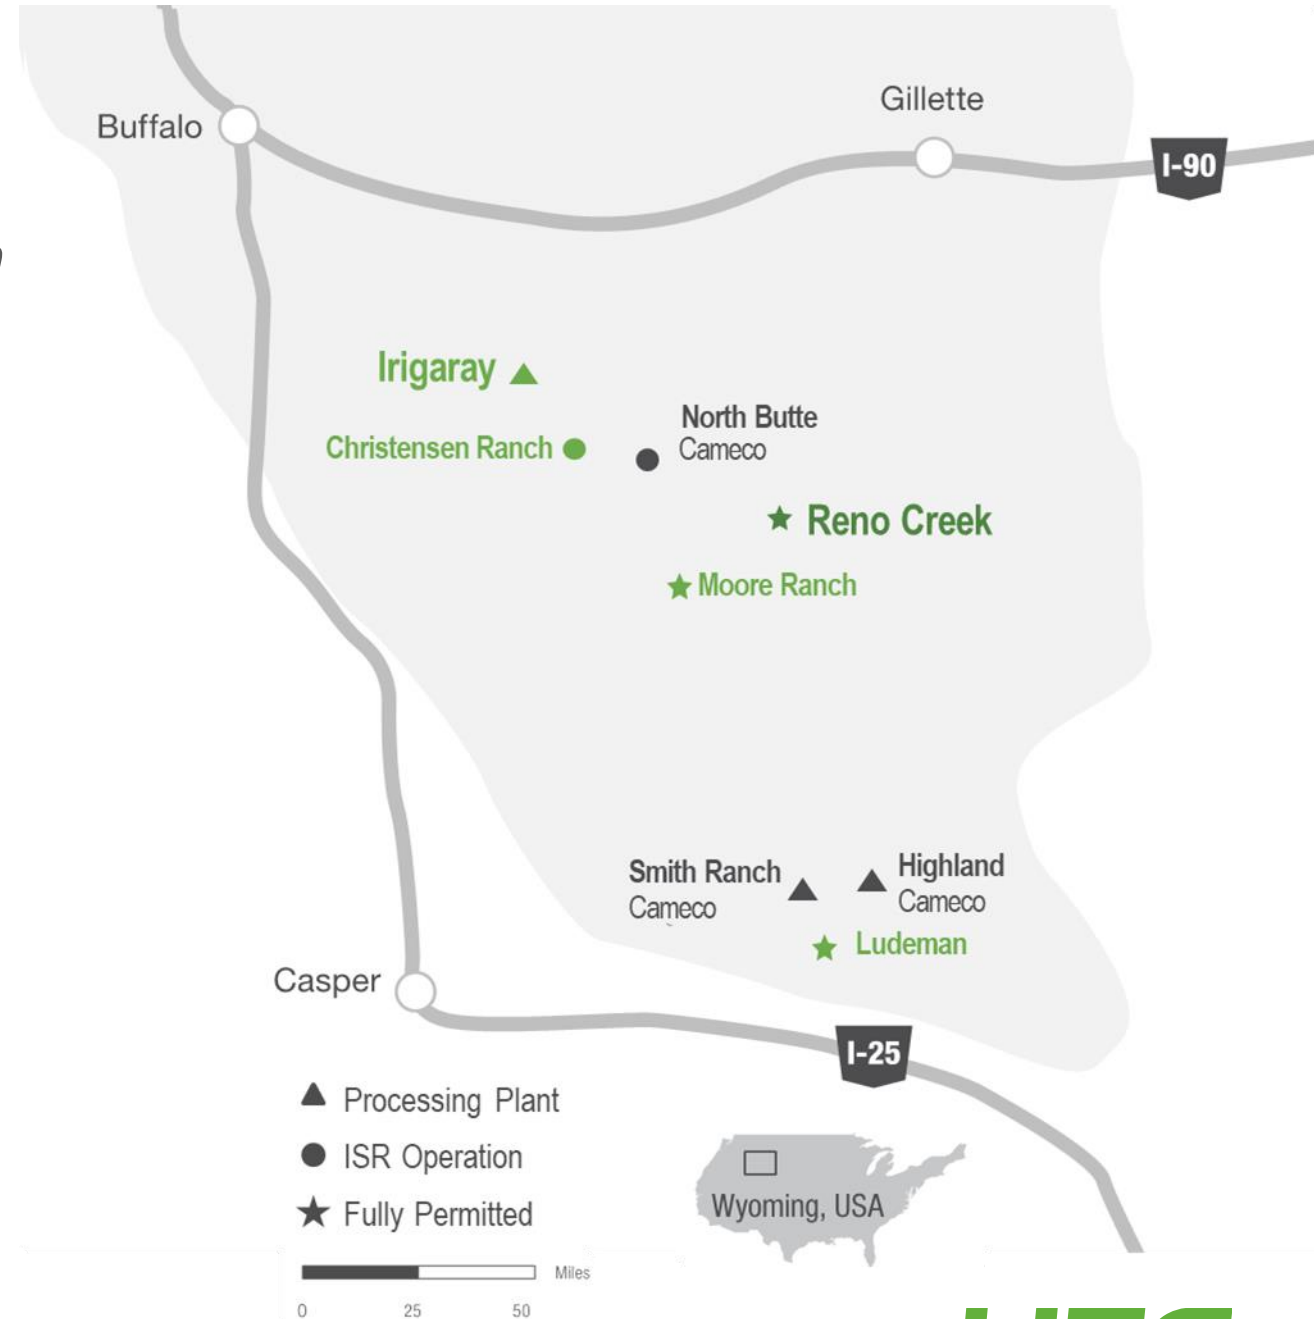 Gillette
Buffalo
I-90
Irigaray
North Butte
Christensen Ranch
Cameco
Reno Creek
Moore Ranch
Smith Ranch
Highland
Cameco
Cameco
Ludeman
Casper
I-25
Processing Plant
ISR Operation
Fully Permitted
Wyoming, USA
Miles
0 25 50